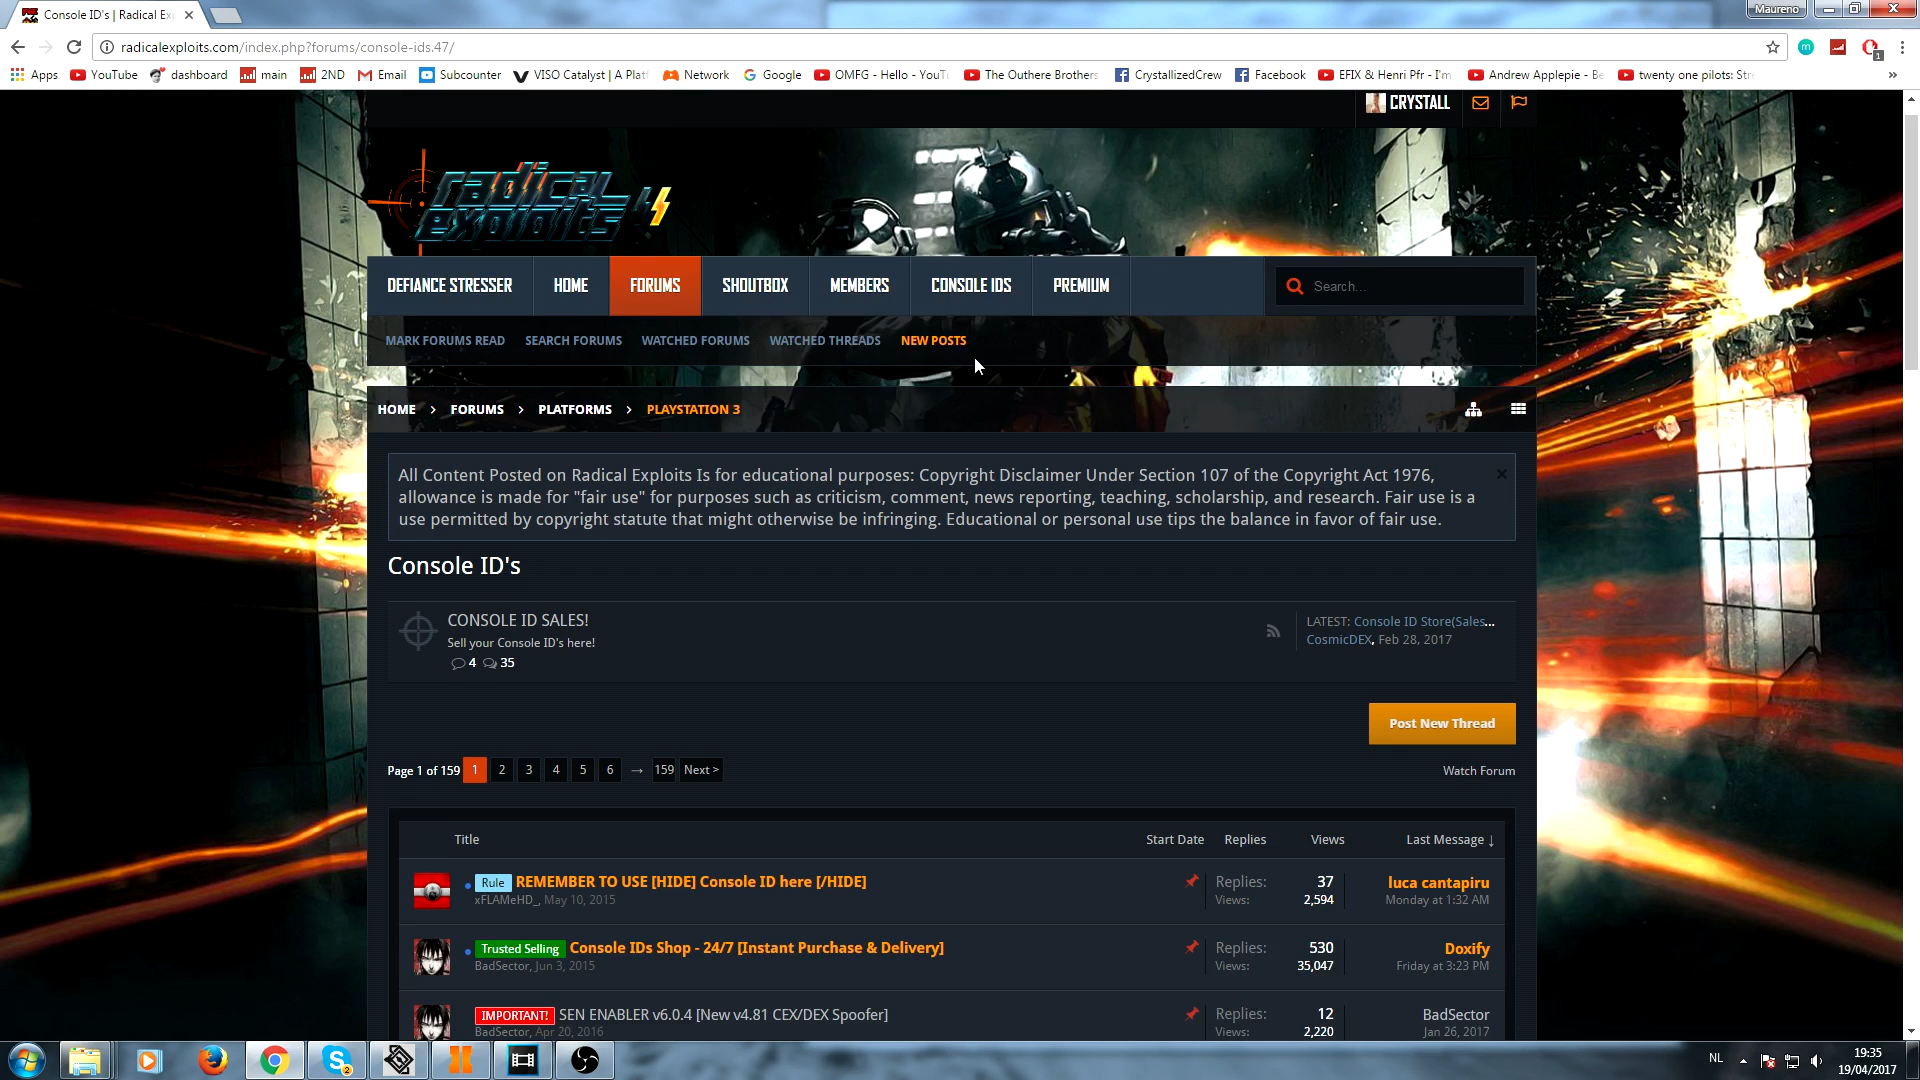 Console ID's | Radical Ex
Maureno
radicalexploits.com/index.php?forums/console-ids.47/
Apps YouTube dashboard main 2ND Email Subcounter VISO Catalyst | A Plat Network Google OMFG - Hello - YouTu The Outhere Brothers CrystallizedCrew Facebook EFIX & Henri Pfr - I'm Andrew Applepie - Be twenty one pilots: Stre
CRYSTALL
radical
exploits
DEFIANCE STRESSER HOME FORUMS SHOUTBOX MEMBERS CONSOLE IDS PREMIUM Search...
MARK FORUMS READ SEARCH FORUMS WATCHED FORUMS WATCHED THREADS NEW POSTS
HOME > FORUMS > PLATFORMS > PLAYSTATION 3
All Content Posted on Radical Exploits Is for educational purposes: Copyright Disclaimer Under Section 107 of the Copyright Act 1976,
allowance is made for "fair use" for purposes such as criticism, comment, news reporting, teaching, scholarship, and research. Fair use is a
use permitted by copyright statute that might otherwise be infringing. Educational or personal use tips the balance in favor of fair use.
Console ID's
CONSOLE ID SALES!
Sell your Console ID's here!
4 35
LATEST: Console ID Store(Sales...
CosmicDEX, Feb 28, 2017
Post New Thread
Page 1 of 159 1 2 3 4 5 6 → 159 Next >
Watch Forum
Title Start Date Replies Views Last Message ↓
Rule REMEMBER TO USE [HIDE] Console ID here [/HIDE]
xFLAMeHD_, May 10, 2015
Replies: 37
Views: 2,594
luca cantapiru
Monday at 1:32 AM
Trusted Selling Console IDs Shop - 24/7 [Instant Purchase & Delivery]
BadSector, Jun 3, 2015
Replies: 530
Views: 35,047
Doxify
Friday at 3:23 PM
IMPORTANT! SEN ENABLER v6.0.4 [New v4.81 CEX/DEX Spoofer]
BadSector, Apr 20, 2016
Replies: 12
Views: 2,220
BadSector
Jan 26, 2017
NL
19:35
19/04/2017